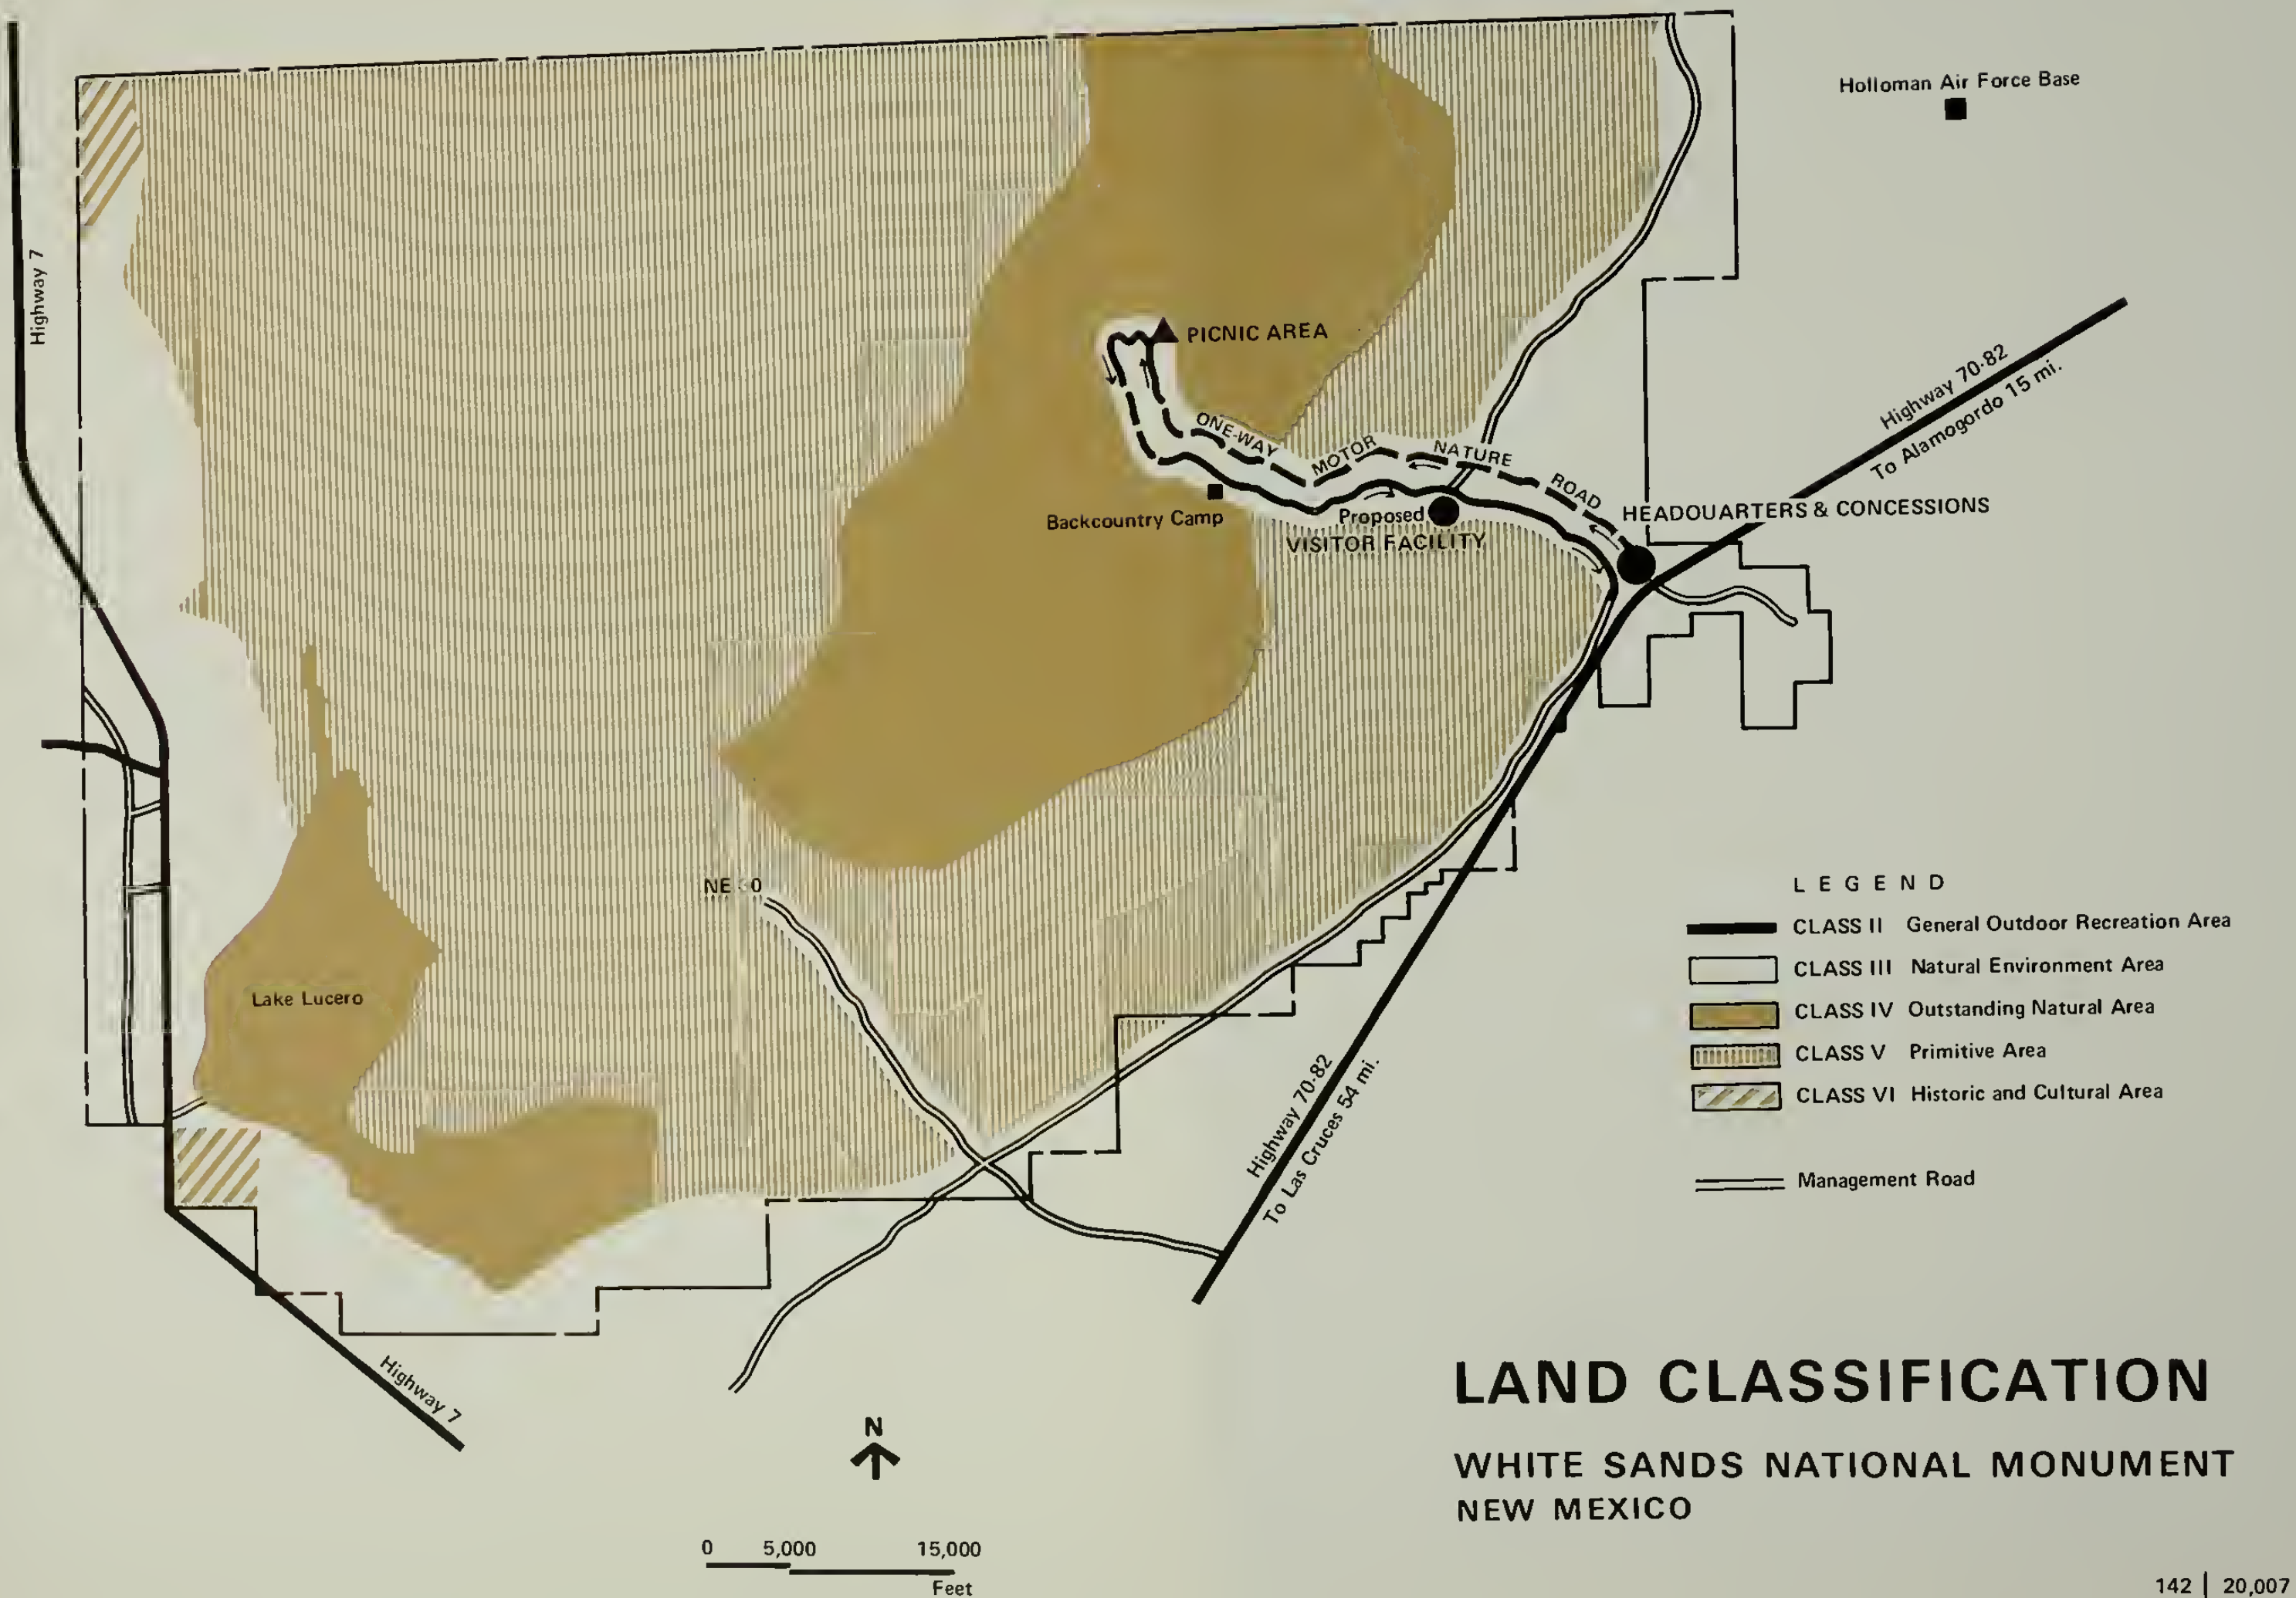 Holloman Air Force Base
Highway 7
PICNIC AREA
Highway 70-82
To Alamogordo 15 mi.
ONE-WAY MOTOR NATURE ROAD
HEADQUARTERS & CONCESSIONS
Backcountry Camp
Proposed
VISITOR FACILITY
NE 30
Lake Lucero
LEGEND
CLASS II General Outdoor Recreation Area
CLASS III Natural Environment Area
CLASS IV Outstanding Natural Area
CLASS V Primitive Area
CLASS VI Historic and Cultural Area
Management Road
Highway 70-82
To Las Cruces 54 mi.
Highway 7
N
LAND CLASSIFICATION
WHITE SANDS NATIONAL MONUMENT
NEW MEXICO
0 5,000 15,000
Feet
142 | 20,007